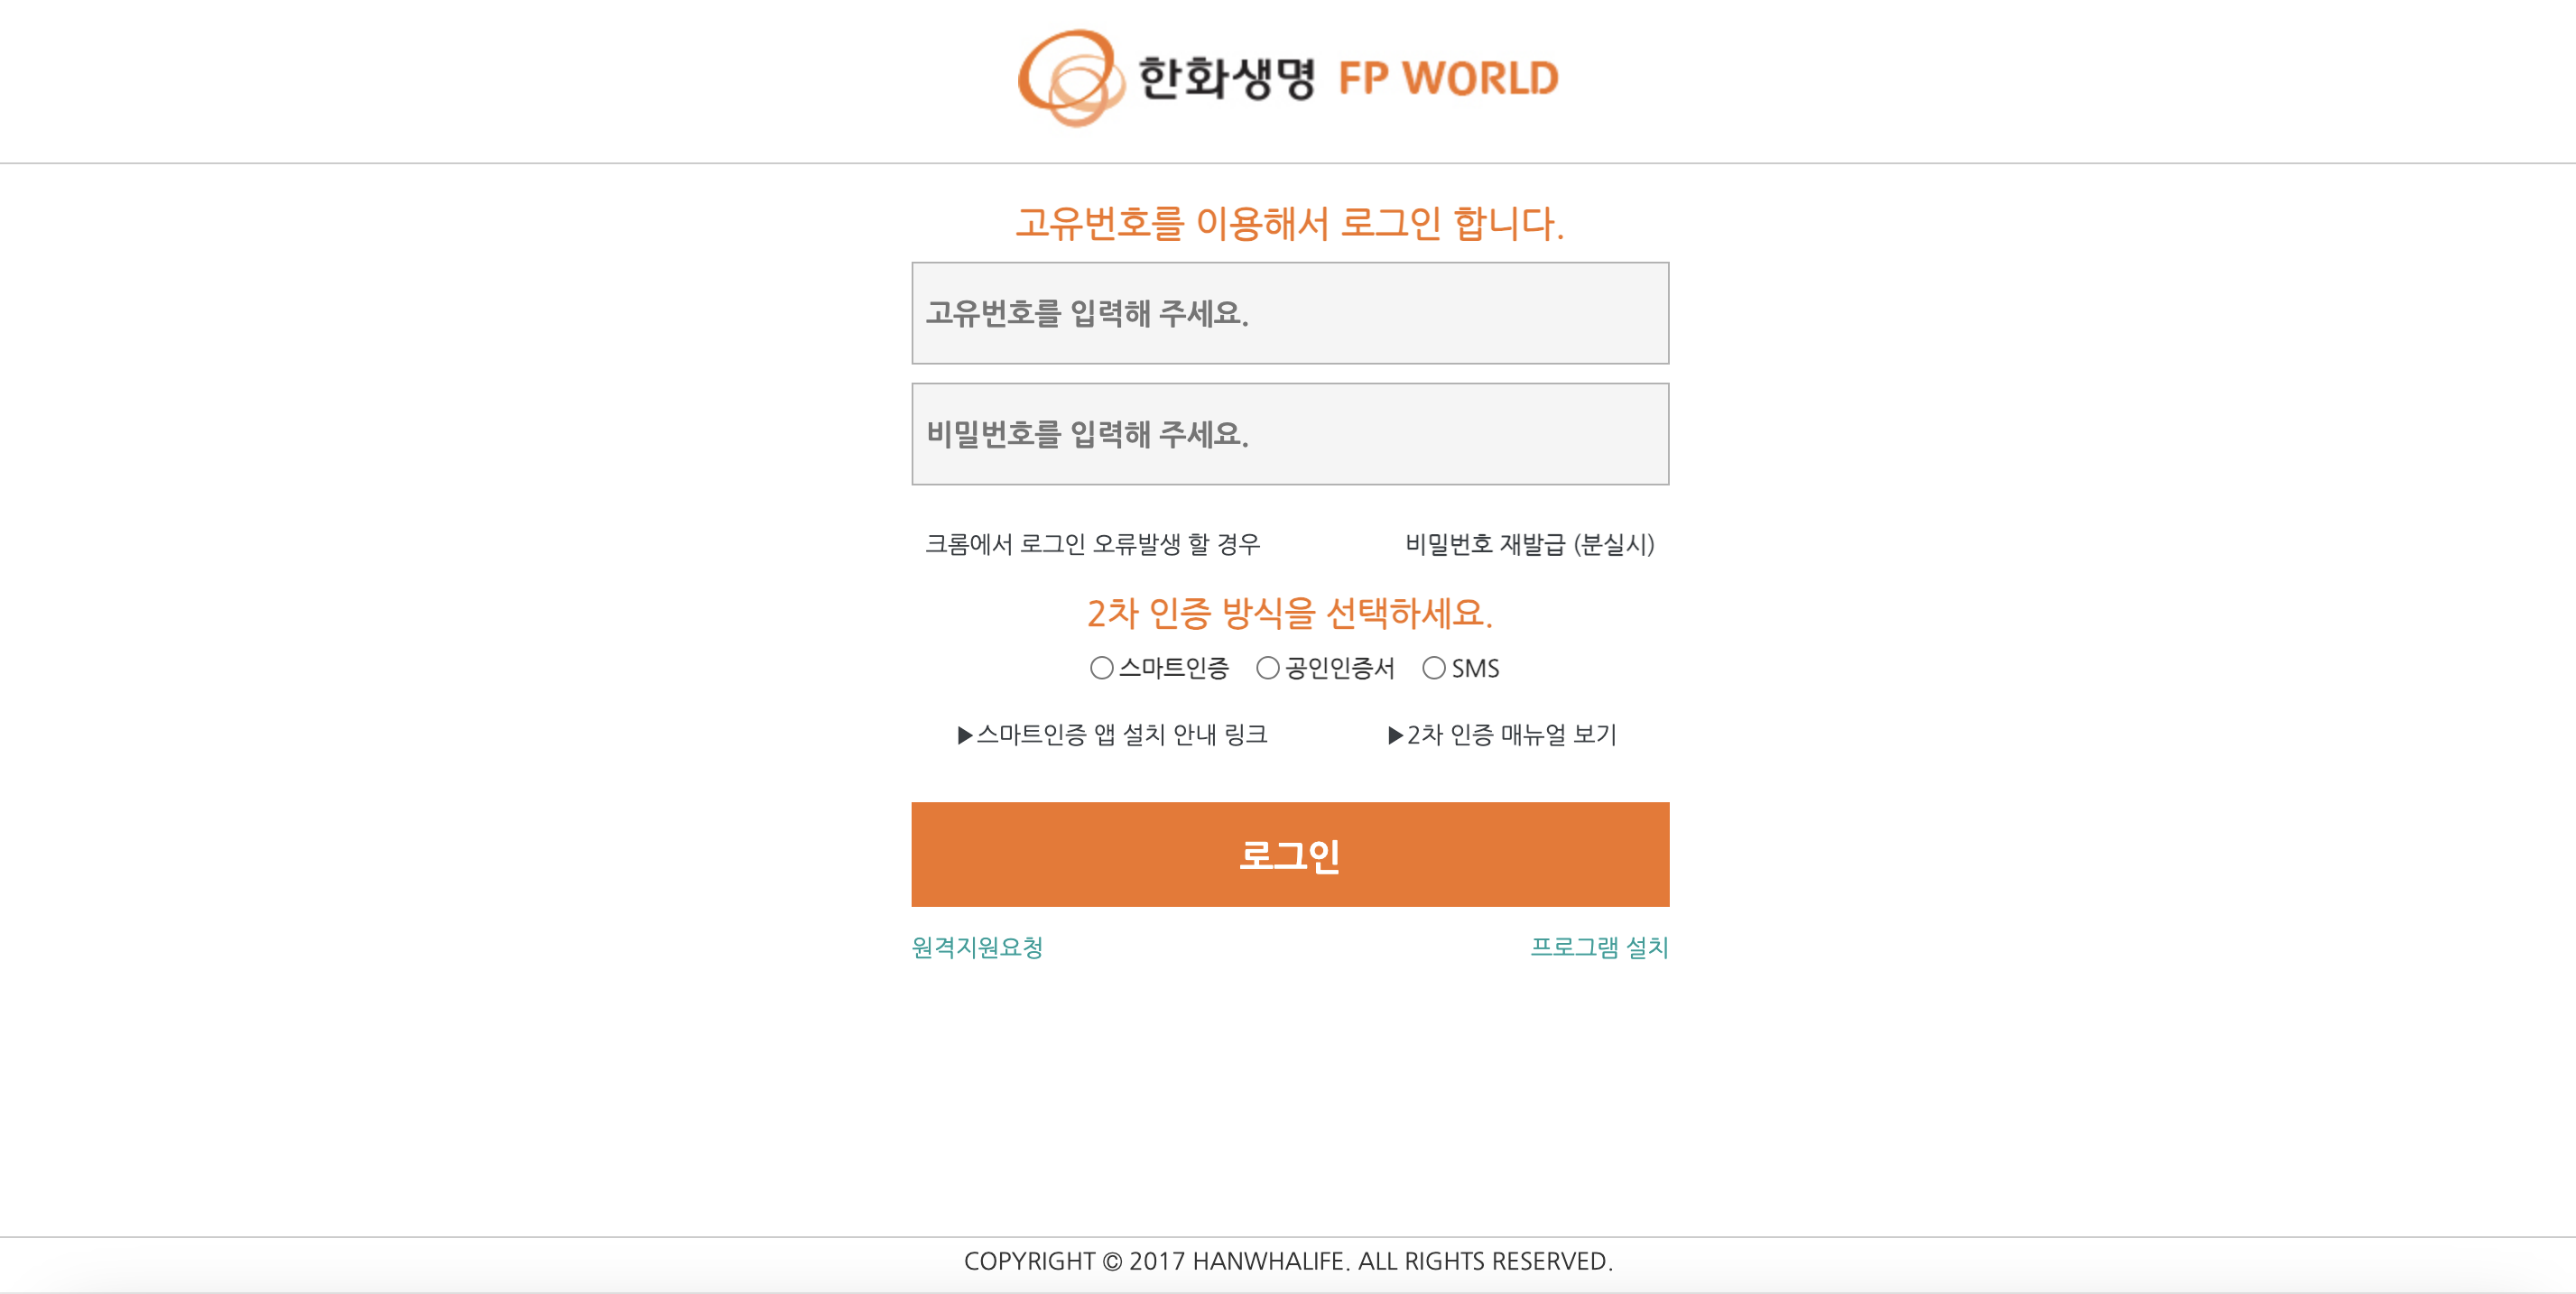 한화생명 FP WORLD
고유번호를 이용해서 로그인 합니다.
고유번호를 입력해 주세요.
비밀번호를 입력해 주세요.
크롬에서 로그인 오류발생 할 경우 비밀번호 재발급 (분실시)
2차 인증 방식을 선택하세요.
스마트인증 공인인증서 SMS
▶스마트인증 앱 설치 안내 링크 ▶2차 인증 매뉴얼 보기
로그인
원격지원요청 프로그램 설치
COPYRIGHT © 2017 HANWHALIFE. ALL RIGHTS RESERVED.